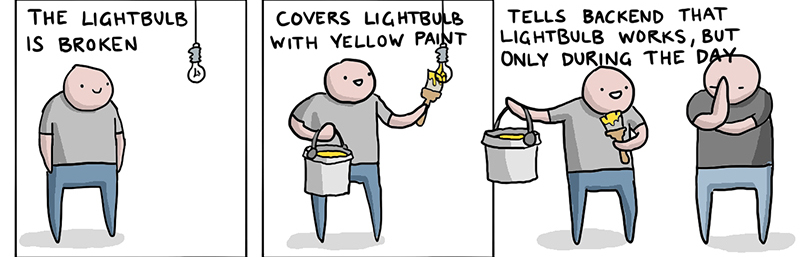 THE LIGHTBULB
IS BROKEN
COVERS LIGHTBULB
WITH YELLOW PAINT
TELLS BACKEND THAT
LIGHTBULB WORKS, BUT
ONLY DURING THE DAY